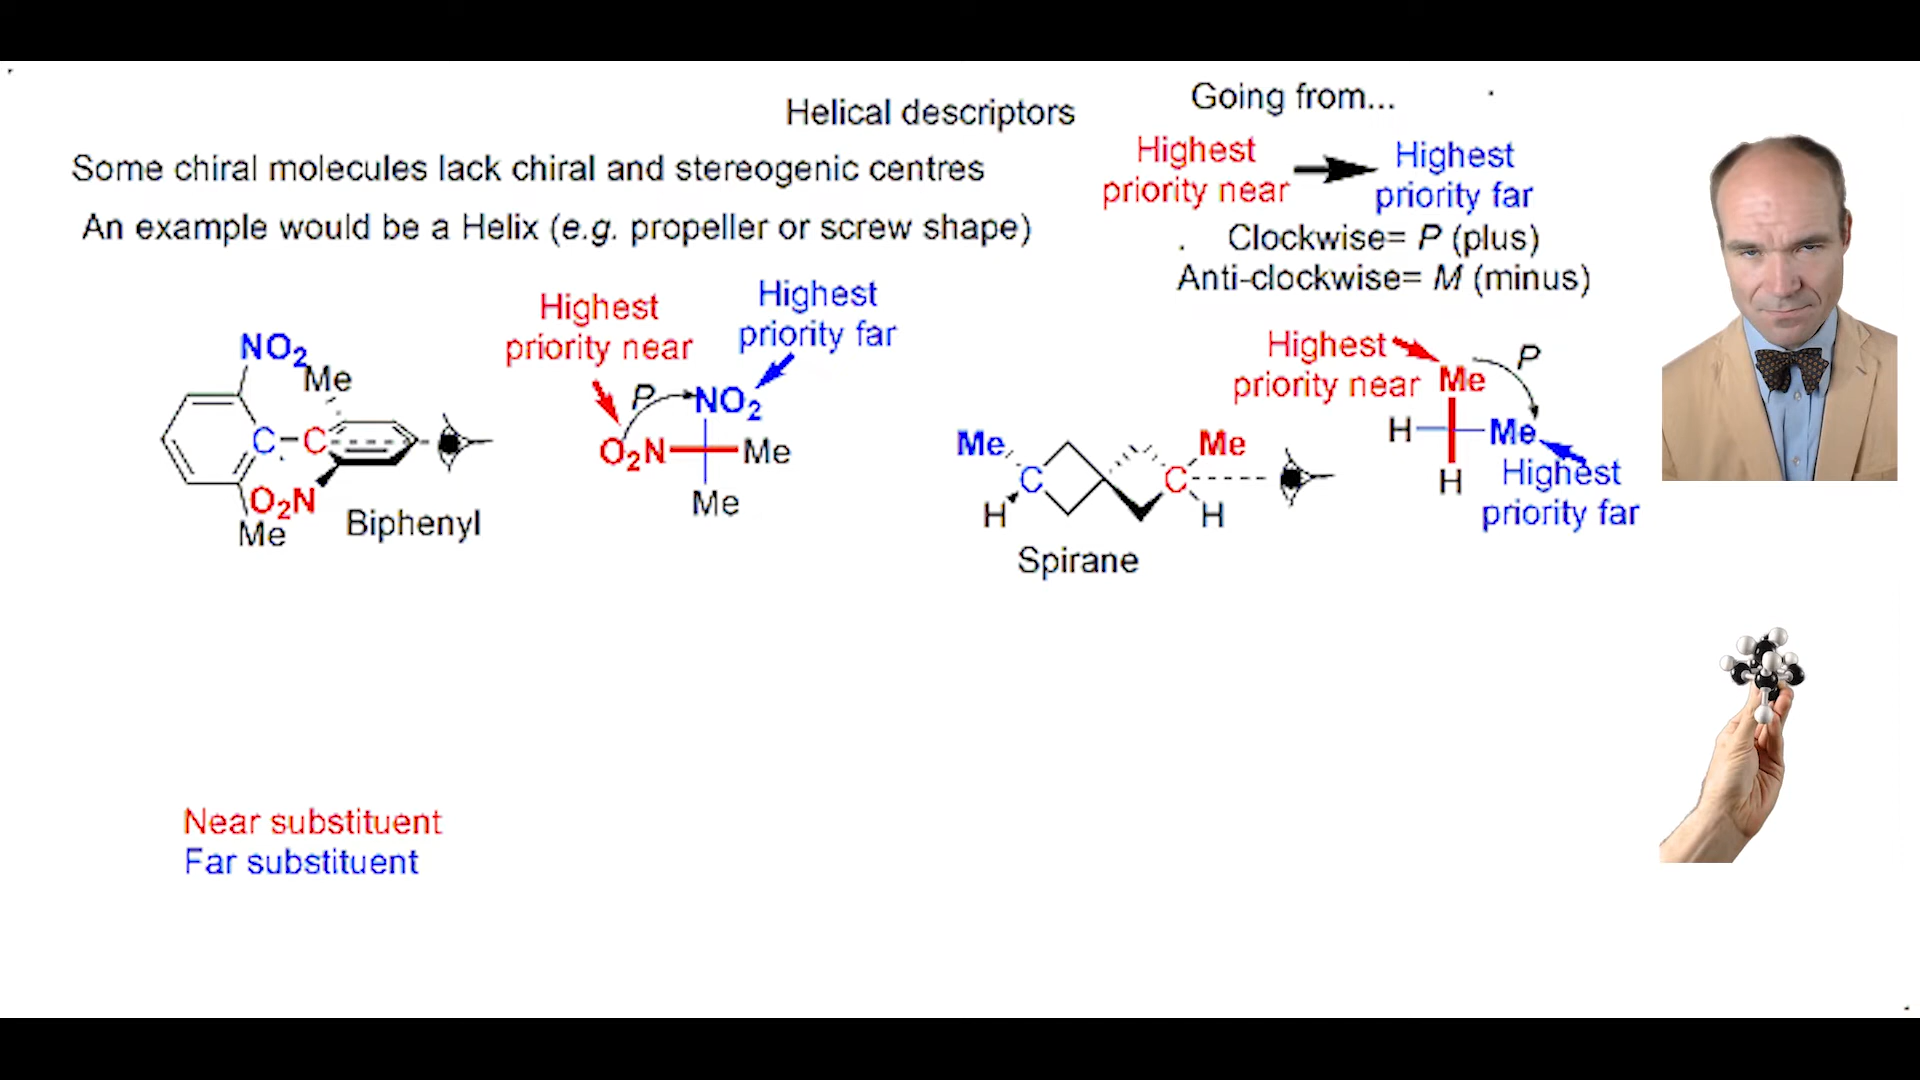 Helical descriptors
Going from...
Some chiral molecules lack chiral and stereogenic centres
Highest
priority near
Highest
priority far
An example would be a Helix (e.g. propeller or screw shape)
Clockwise= P (plus)
Anti-clockwise= M (minus)
NO2
Me
C
C
O2N
Me
Biphenyl
Highest
priority near
Highest
priority far
P
NO2
O2N
Me
Me
Me
C
H
Me
C
H
Spirane
Highest
priority near
Me
P
H
Me
H
Highest
priority far
Near substituent
Far substituent